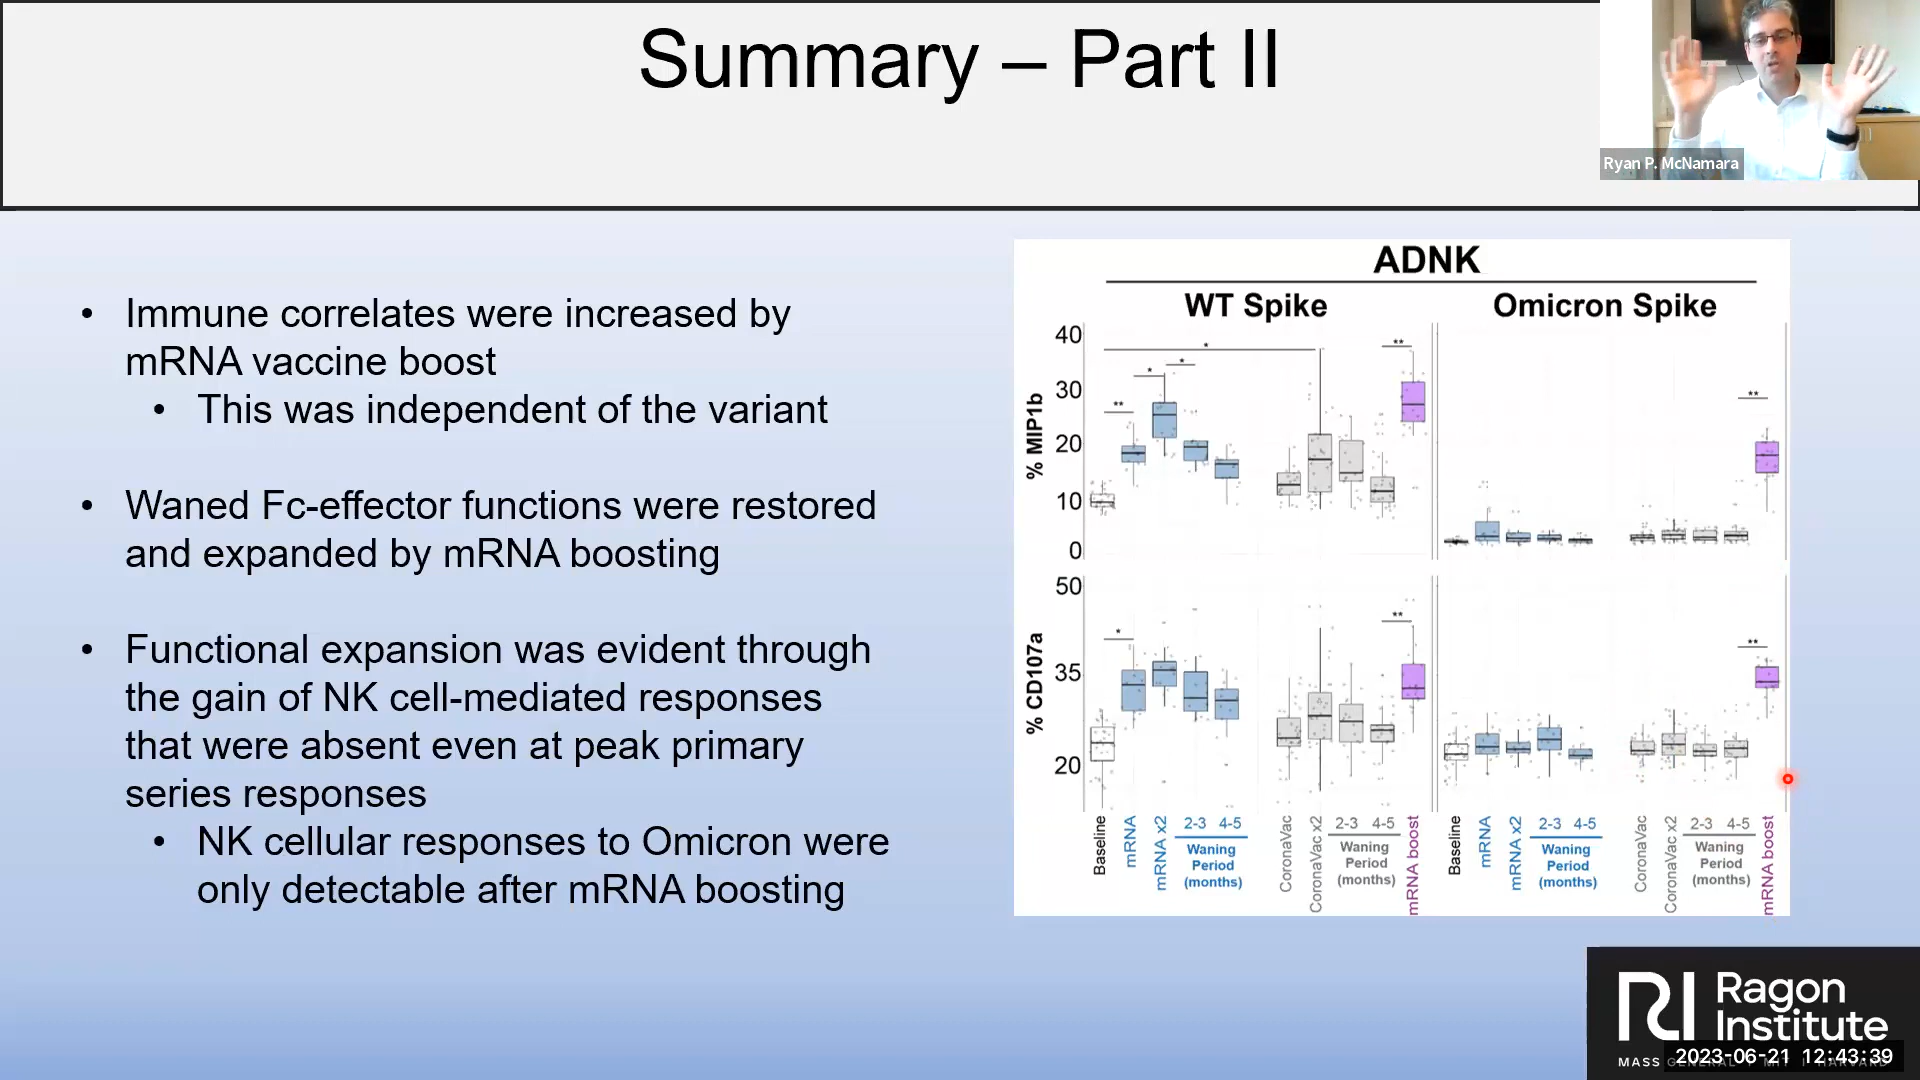 Summary – Part II
Ryan P. McNamara
• Immune correlates were increased by
mRNA vaccine boost
• This was independent of the variant
• Waned Fc-effector functions were restored
and expanded by mRNA boosting
• Functional expansion was evident through
the gain of NK cell-mediated responses
that were absent even at peak primary
series responses
• NK cellular responses to Omicron were
only detectable after mRNA boosting
ADNK
WT Spike Omicron Spike
% MIP1b
40
30
20
10
0
* ** * * ** **
% CD107a
50
35
20
* ** **
Baseline
mRNA
mRNA x2
2-3 4-5
Waning
Period
(months)
CoronaVac
CoronaVac x2
2-3 4-5
Waning
Period
(months)
mRNA boost
Baseline
mRNA
mRNA x2
2-3 4-5
Waning
Period
(months)
CoronaVac
CoronaVac x2
2-3 4-5
Waning
Period
(months)
mRNA boost
RI Ragon
Institute
MASS
2023-06-21 12:43:39